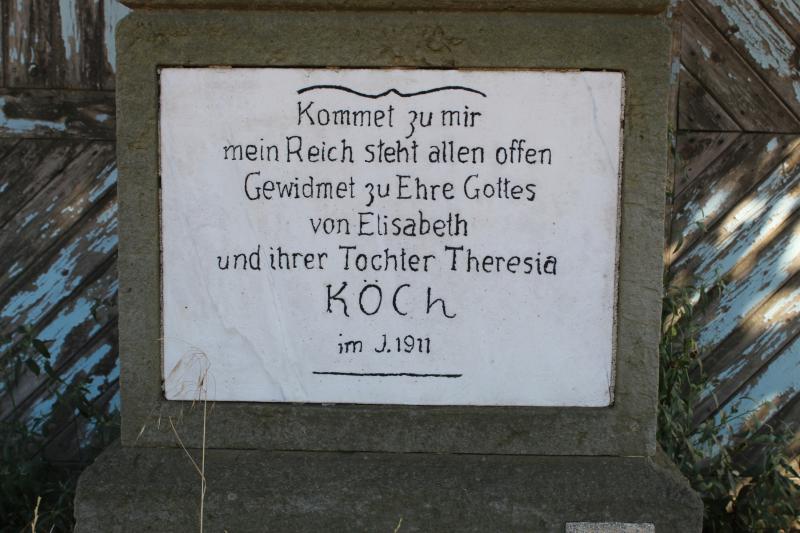 Kommet zu mir
mein Reich steht allen offen
Gewidmet zu Ehre Gottes
von Elisabeth
und ihrer Tochter Theresia
KÖCh
im J. 1911